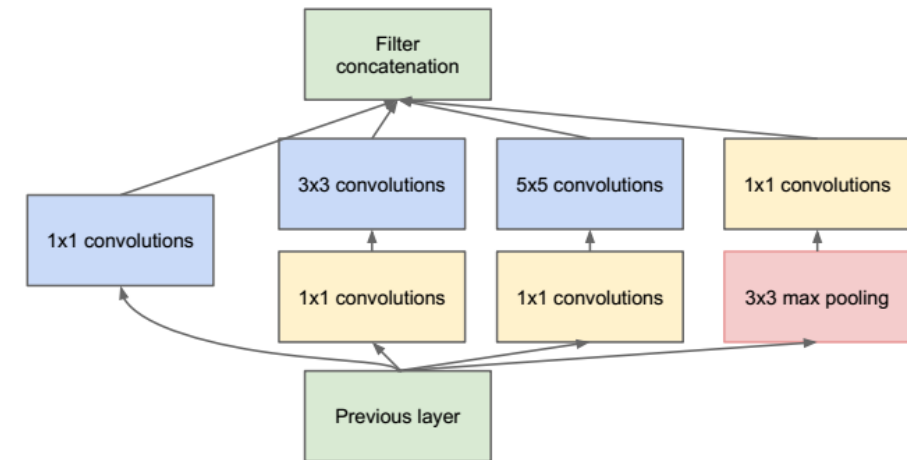 Filter
concatenation
3x3 convolutions
5x5 convolutions
1x1 convolutions
1x1 convolutions
1x1 convolutions
1x1 convolutions
3x3 max pooling
Previous layer